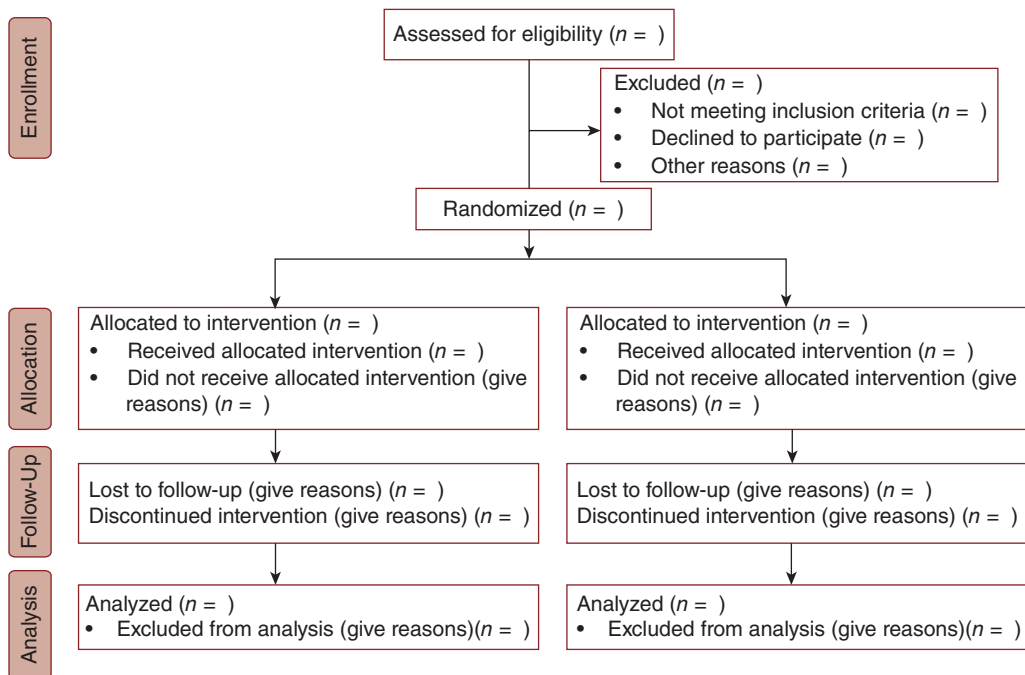 Enrollment
Assessed for eligibility (n = )
Excluded (n = )
• Not meeting inclusion criteria (n = )
• Declined to participate (n = )
• Other reasons (n = )
Randomized (n = )
Allocation
Allocated to intervention (n = )
• Received allocated intervention (n = )
• Did not receive allocated intervention (give
reasons) (n = )
Allocated to intervention (n = )
• Received allocated intervention (n = )
• Did not receive allocated intervention (give
reasons) (n = )
Follow-Up
Lost to follow-up (give reasons) (n = )
Discontinued intervention (give reasons) (n = )
Lost to follow-up (give reasons) (n = )
Discontinued intervention (give reasons) (n = )
Analysis
Analyzed (n = )
• Excluded from analysis (give reasons)(n = )
Analyzed (n = )
• Excluded from analysis (give reasons)(n = )